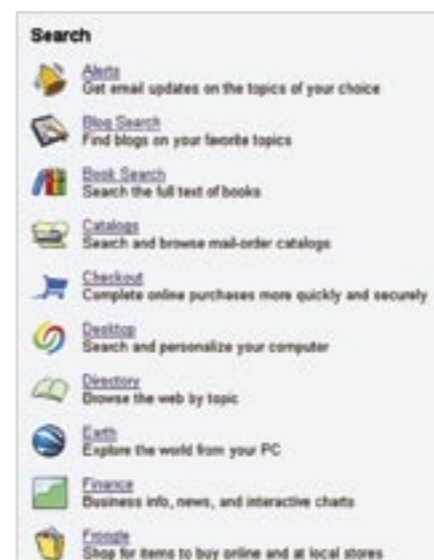 Search
Alerts
Get email updates on the topics of your choice
Blog Search
Find blogs on your favorite topics
Book Search
Search the full text of books
Catalogs
Search and browse mail-order catalogs
Checkout
Complete online purchases more quickly and securely
Desktop
Search and personalize your computer
Directory
Browse the web by topic
Earth
Explore the world from your PC
Finance
Business info, news, and interactive charts
Froogle
Shop for items to buy online and at local stores